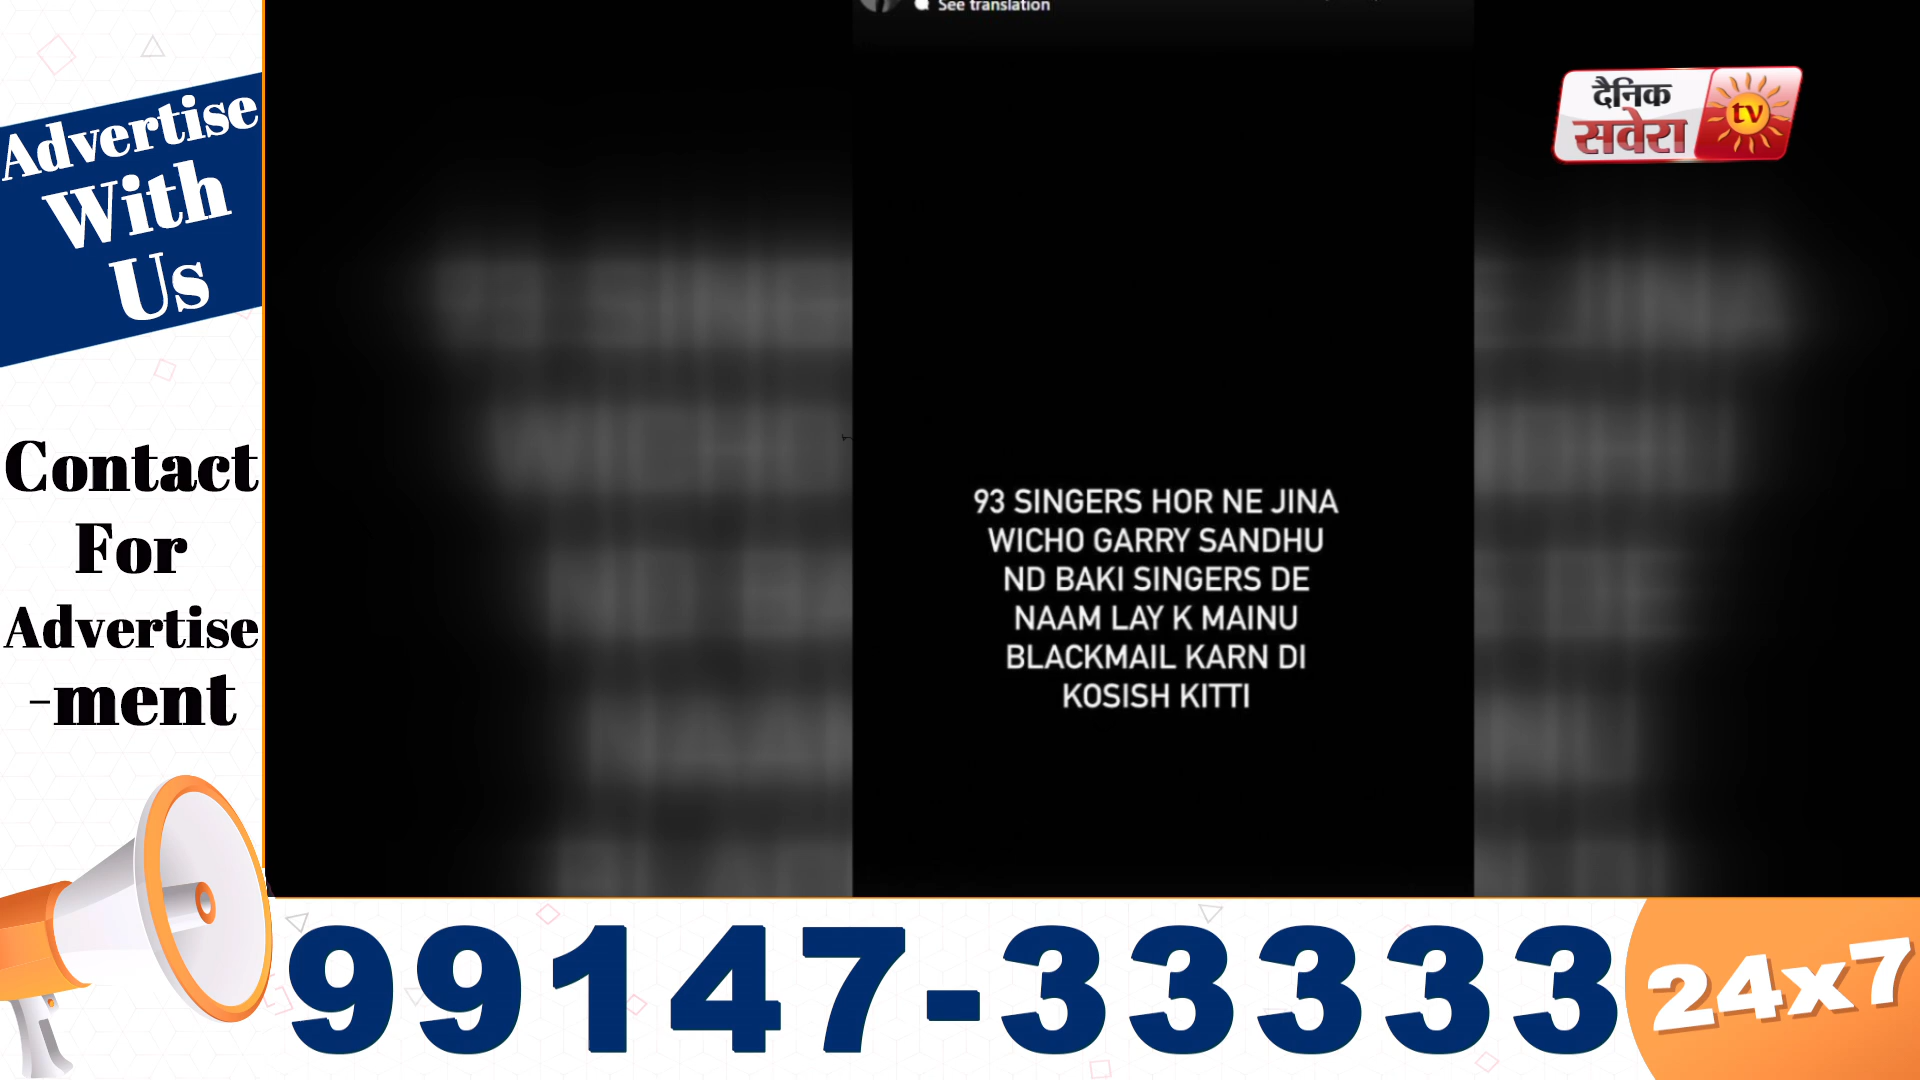 Advertise
With
Us
Contact
For
Advertise
-ment
See translation
दैनिक
सवेरा
tv
93 SINGERS HOR NE JINA
WICHO GARRY SANDHU
ND BAKI SINGERS DE
NAAM LAY K MAINU
BLACKMAIL KARN DI
KOSISH KITTI
99147-33333
24x7